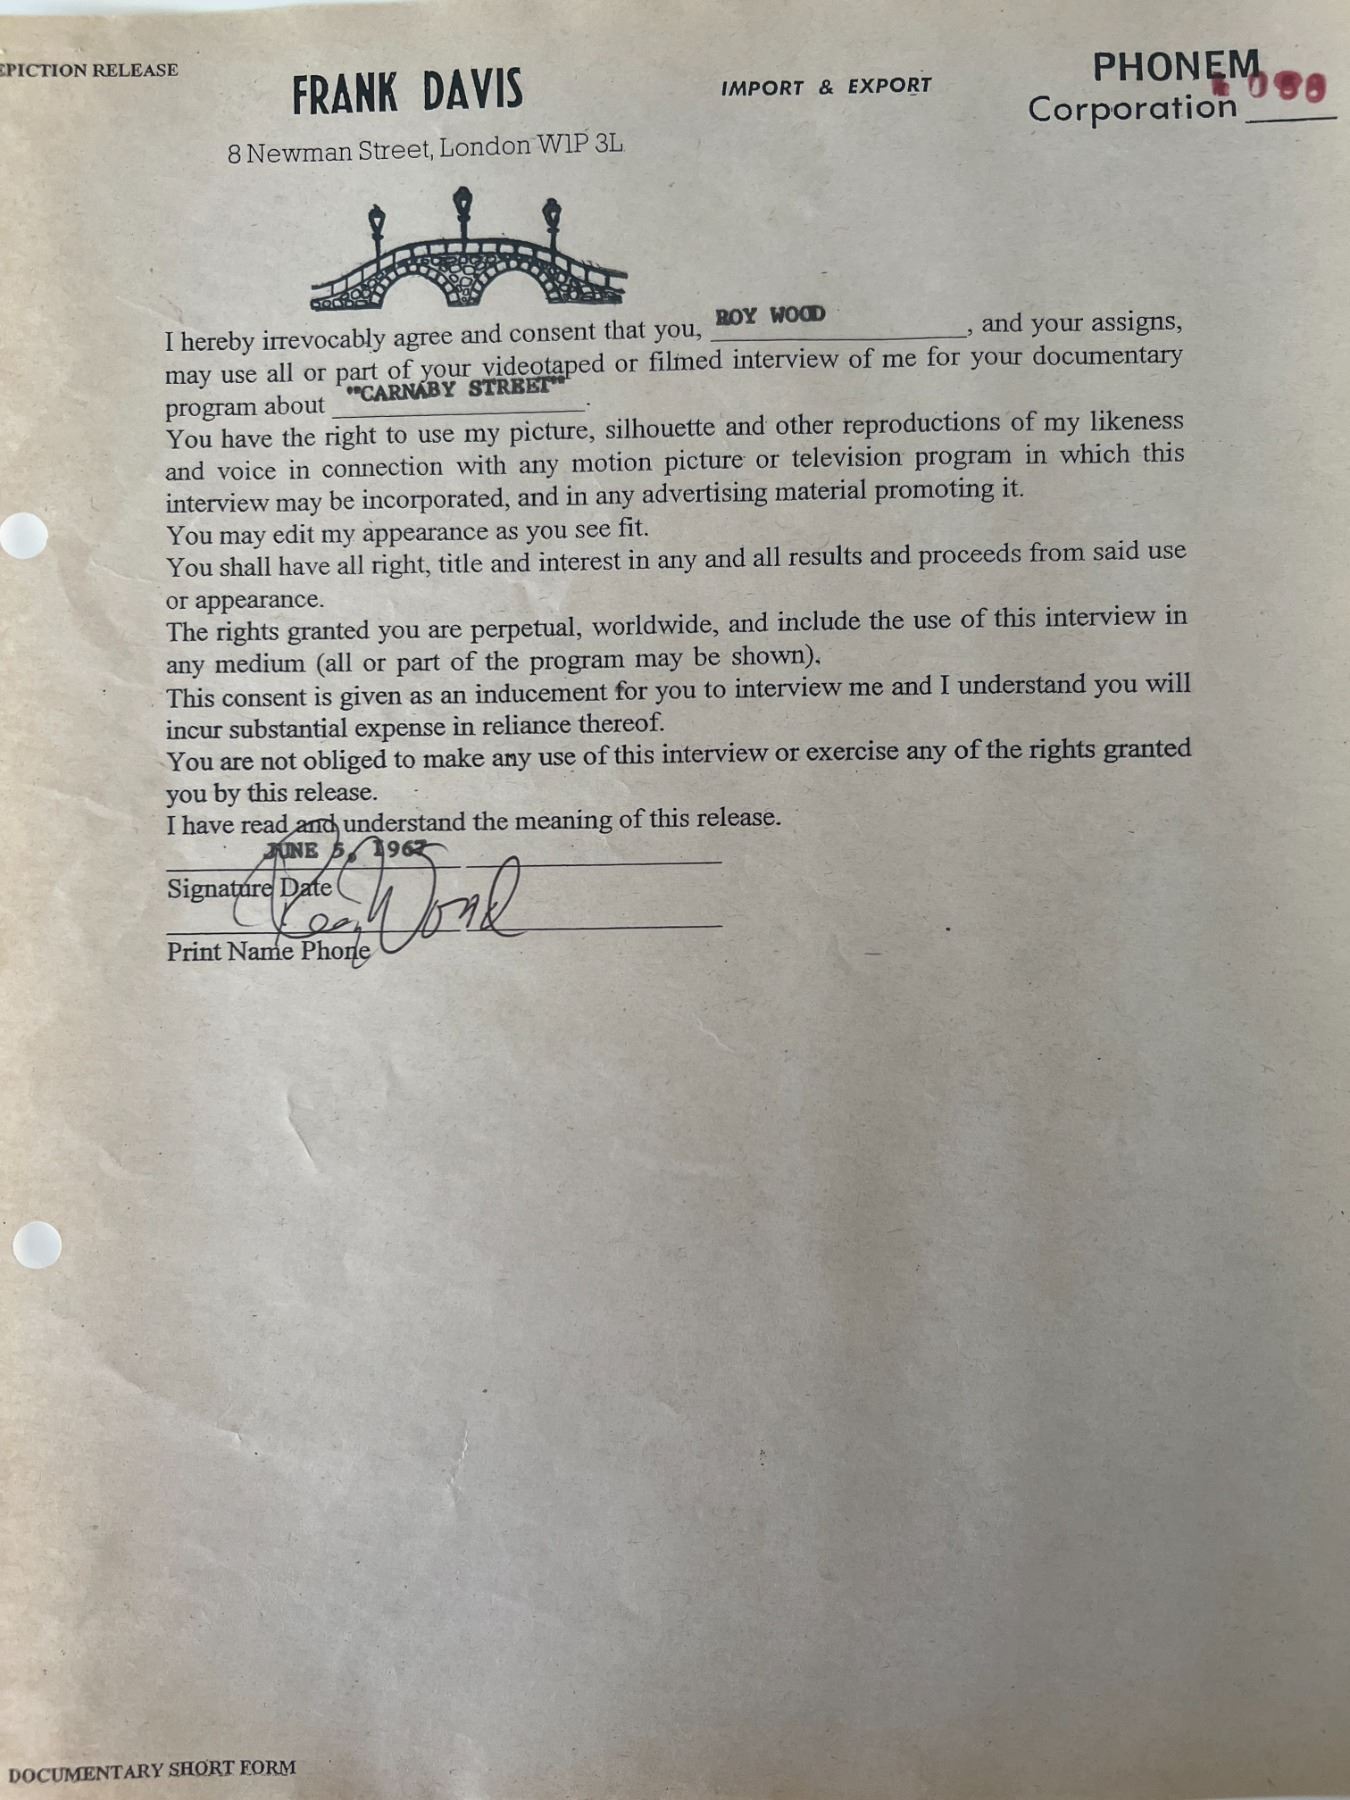 EPICTION RELEASE
FRANK DAVIS
IMPORT & EXPORT
PHONEM
Corporation
8 Newman Street, London W1P 3L
I hereby irrevocably agree and consent that you, ROY WOOD, and your assigns,
may use all or part of your videotaped or filmed interview of me for your documentary
program about "CARNABY STREET".
You have the right to use my picture, silhouette and other reproductions of my likeness
and voice in connection with any motion picture or television program in which this
interview may be incorporated, and in any advertising material promoting it.
You may edit my appearance as you see fit.
You shall have all right, title and interest in any and all results and proceeds from said use
or appearance.
The rights granted you are perpetual, worldwide, and include the use of this interview in
any medium (all or part of the program may be shown).
This consent is given as an inducement for you to interview me and I understand you will
incur substantial expense in reliance thereof.
You are not obliged to make any use of this interview or exercise any of the rights granted
you by this release.
I have read and understand the meaning of this release.
JUNE 5, 1967
Signature Date
Roy Wood
Print Name Phone
DOCUMENTARY SHORT FORM